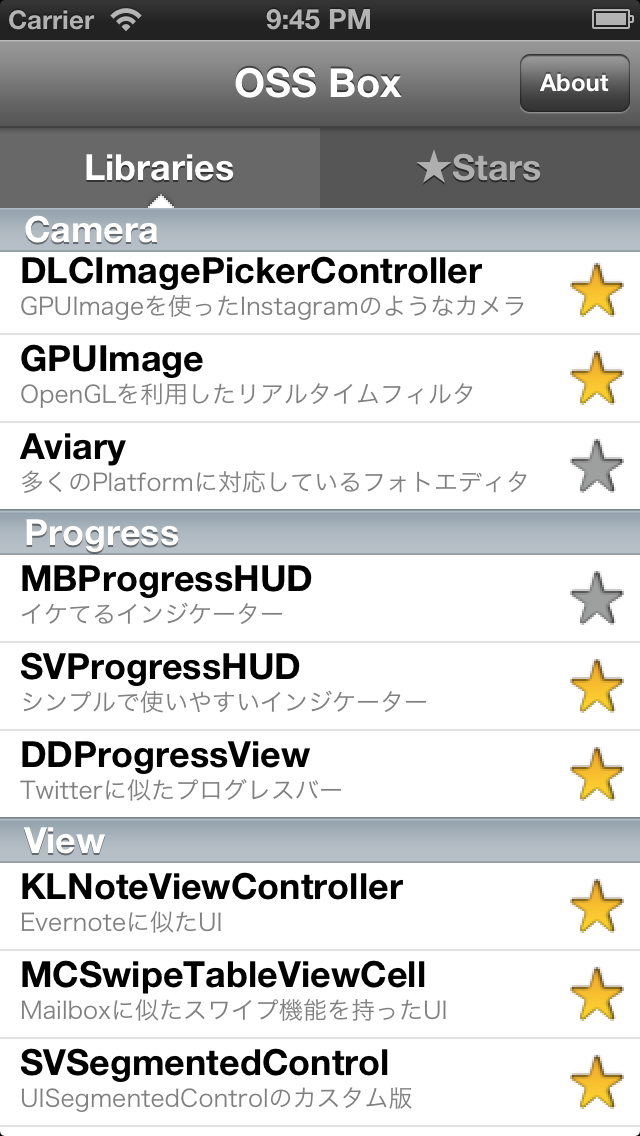 Carrier 9:45 PM
OSS Box About
Libraries ★Stars
Camera
DLCImagePickerController
GPUImageを使ったInstagramのようなカメラ
GPUImage
OpenGLを利用したリアルタイムフィルタ
Aviary
多くのPlatformに対応しているフォトエディタ
Progress
MBProgressHUD
イケてるインジケーター
SVProgressHUD
シンプルで使いやすいインジケーター
DDProgressView
Twitterに似たプログレスバー
View
KLNoteViewController
Evernoteに似たUI
MCSwipeTableViewCell
Mailboxに似たスワイプ機能を持ったUI
SVSegmentedControl
UISegmentedControlのカスタム版